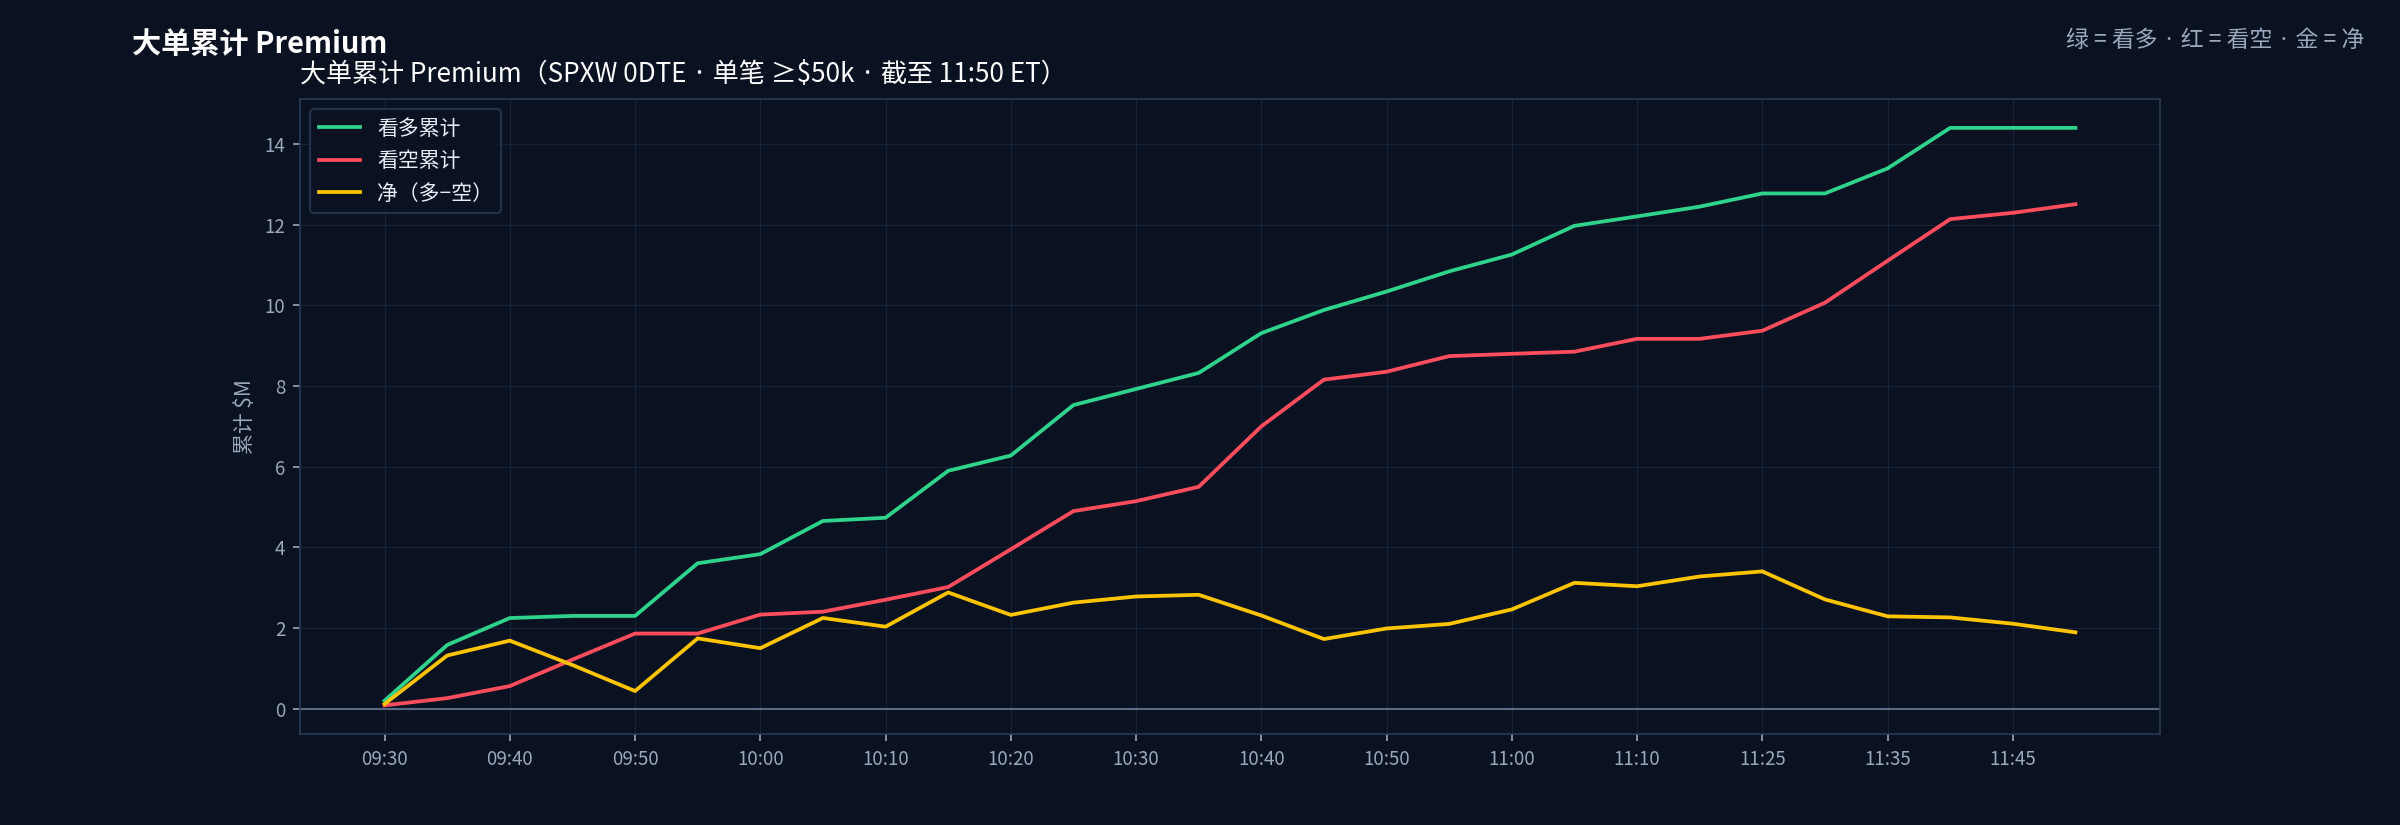 大单累计 Premium
绿 = 看多 · 红 = 看空 · 金 = 净
大单累计 Premium（SPXW 0DTE · 单笔 ≥$50k · 截至 11:50 ET）
看多累计
看空累计
净（多−空）
累计 $M
14
12
10
8
6
4
2
0
09:30 09:40 09:50 10:00 10:10 10:20 10:30 10:40 10:50 11:00 11:10 11:25 11:35 11:45